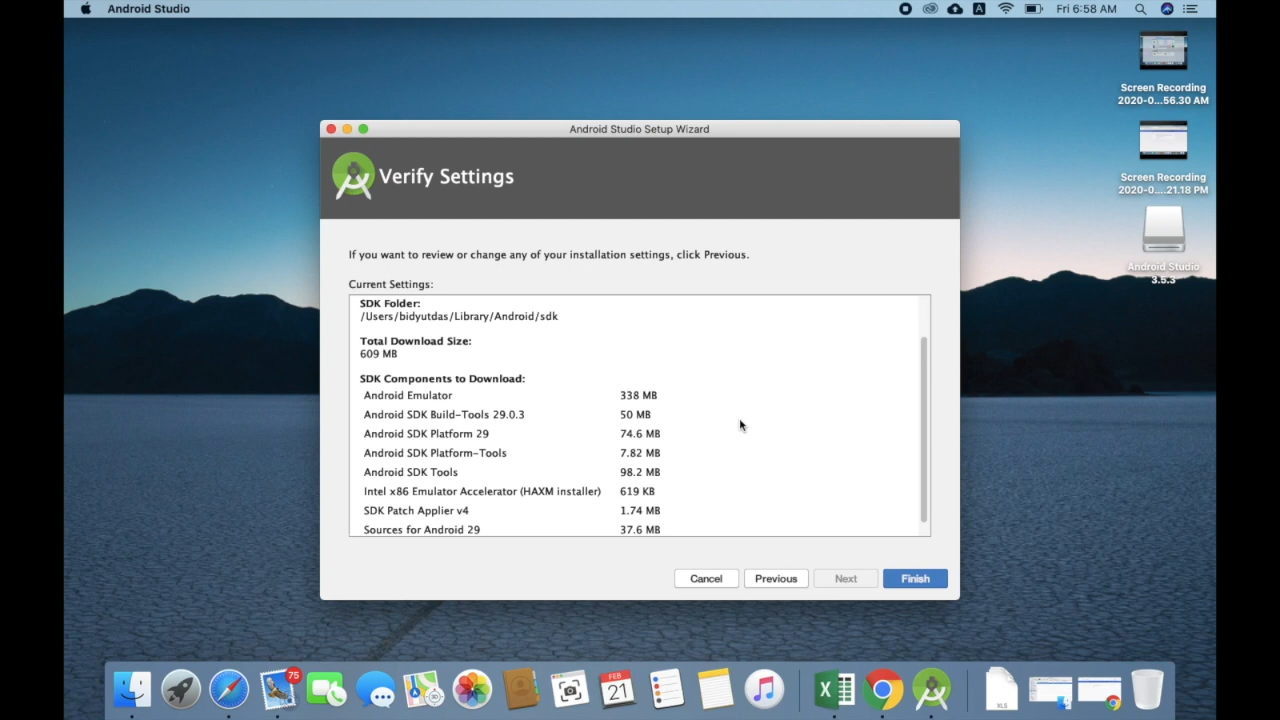 Android Studio
A
Fri 6:58 AM
Screen Recording
2020-0...56.30 AM
Screen Recording
2020-0....21.18 PM
Android Studio
3.5.3
Android Studio Setup Wizard
Verify Settings
If you want to review or change any of your installation settings, click Previous.
Current Settings:
SDK Folder:
/Users/bidyutdas/Library/Android/sdk
Total Download Size:
609 MB
SDK Components to Download:
Android Emulator 338 MB
Android SDK Build-Tools 29.0.3 50 MB
Android SDK Platform 29 74.6 MB
Android SDK Platform-Tools 7.82 MB
Android SDK Tools 98.2 MB
Intel x86 Emulator Accelerator (HAXM installer) 619 KB
SDK Patch Applier v4 1.74 MB
Sources for Android 29 37.6 MB
Cancel Previous Next Finish
75
3D
FEB
21
X
XLS